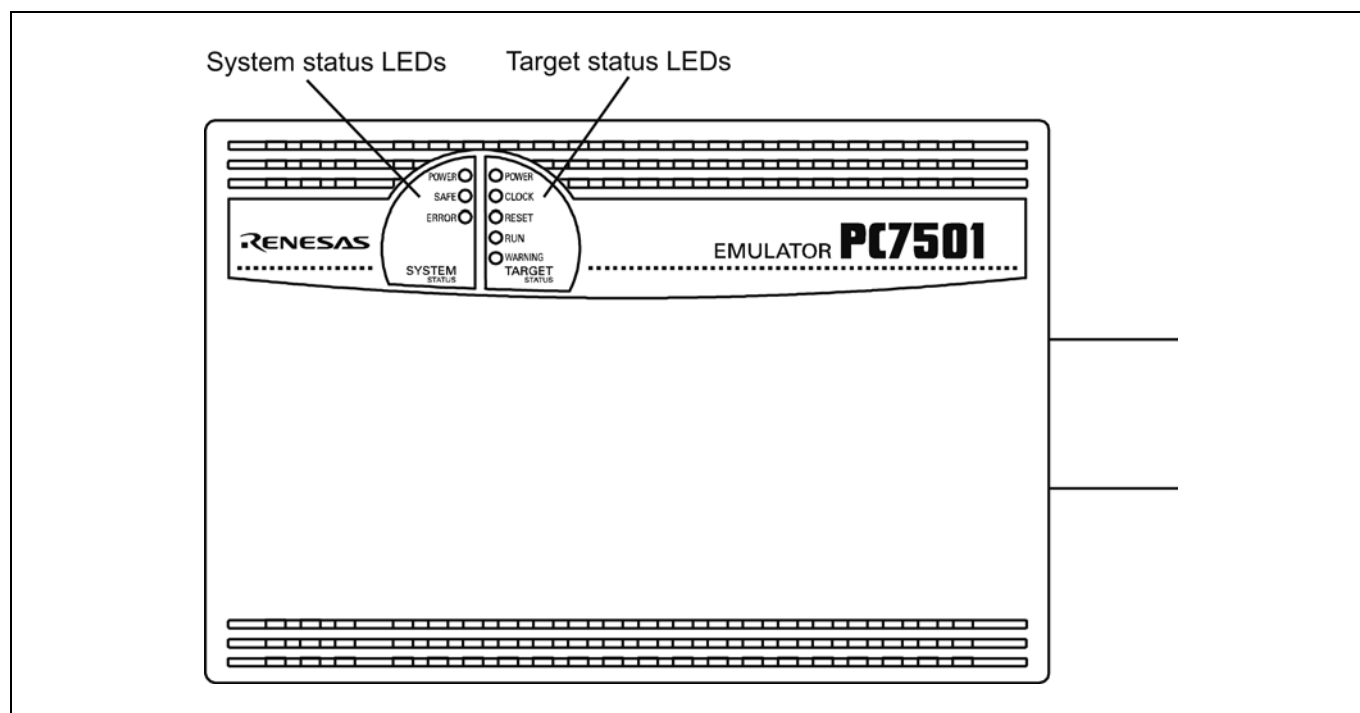 System status LEDs
Target status LEDs
POWER
SAFE
ERROR
SYSTEM
STATUS
POWER
CLOCK
RESET
RUN
WARNING
TARGET
STATUS
RENESAS
EMULATOR PC7501